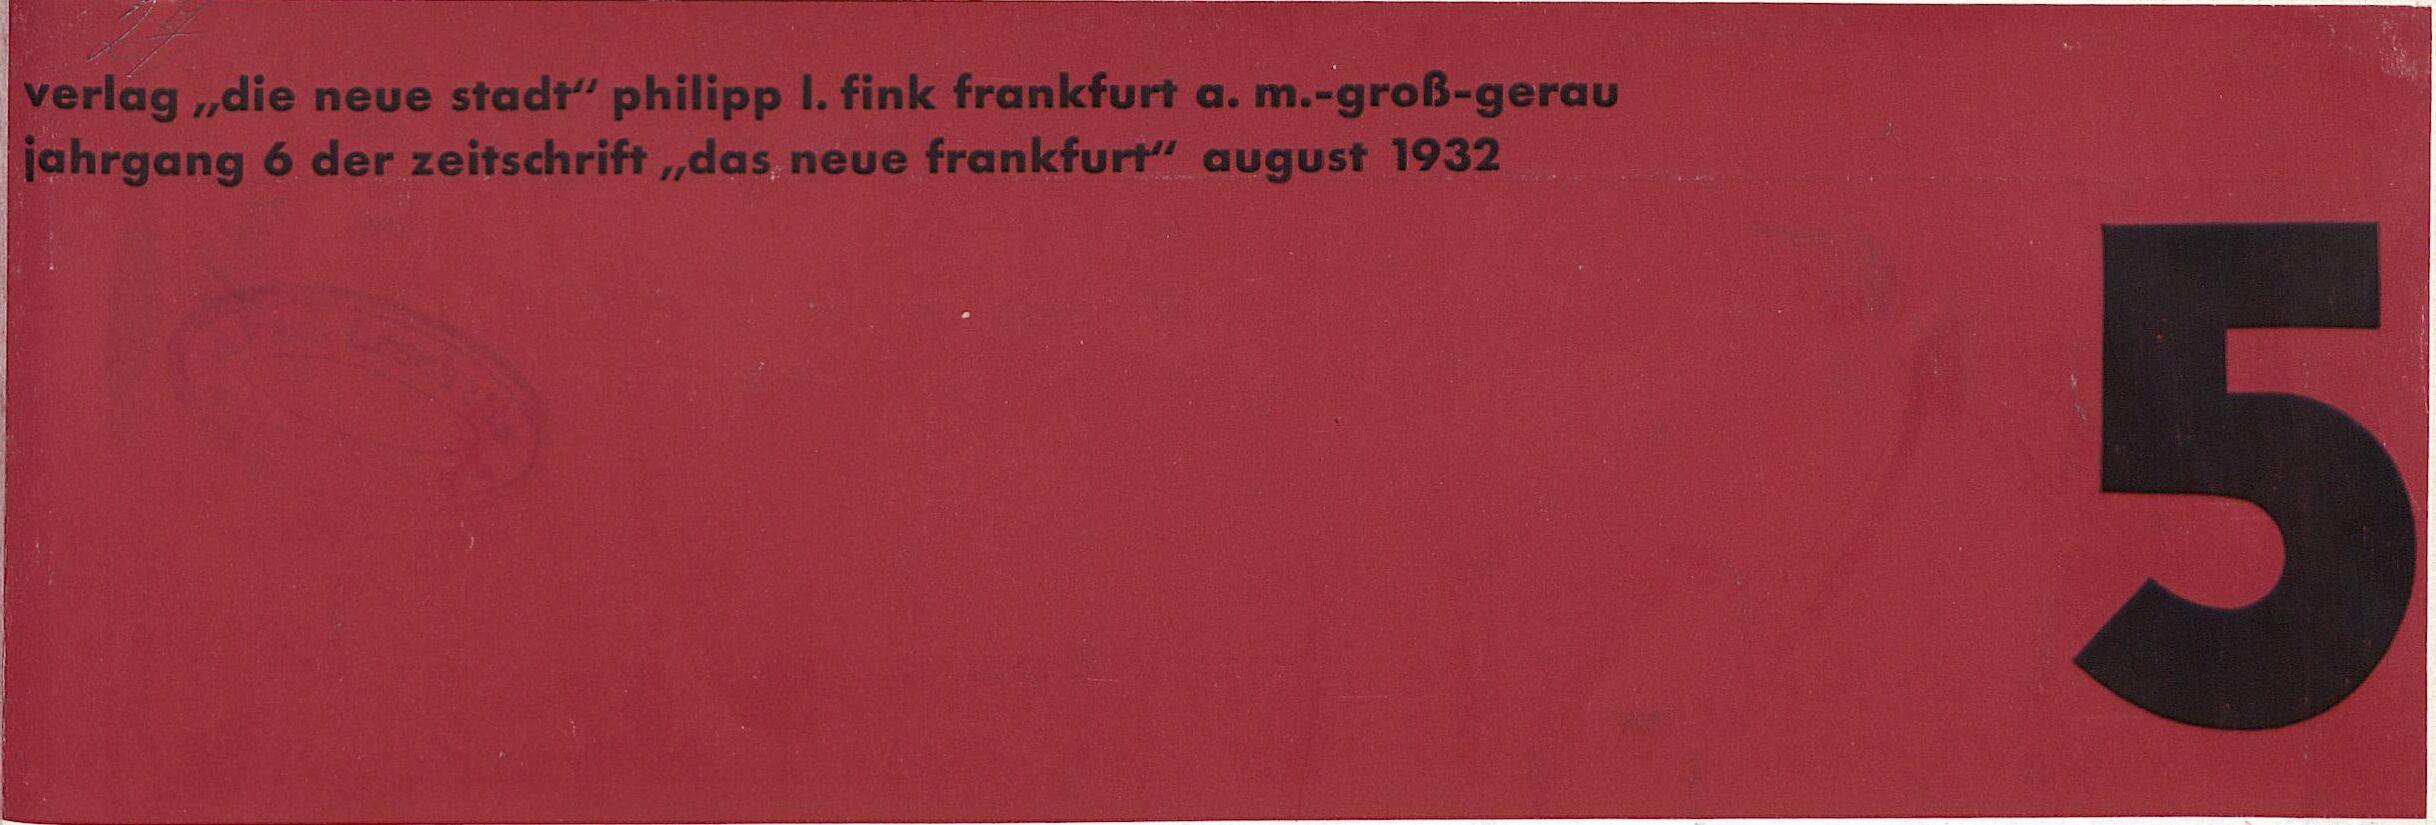 27
verlag „die neue stadt“ philipp l. fink frankfurt a. m.-groß-gerau
jahrgang 6 der zeitschrift „das neue frankfurt“ august 1932
5